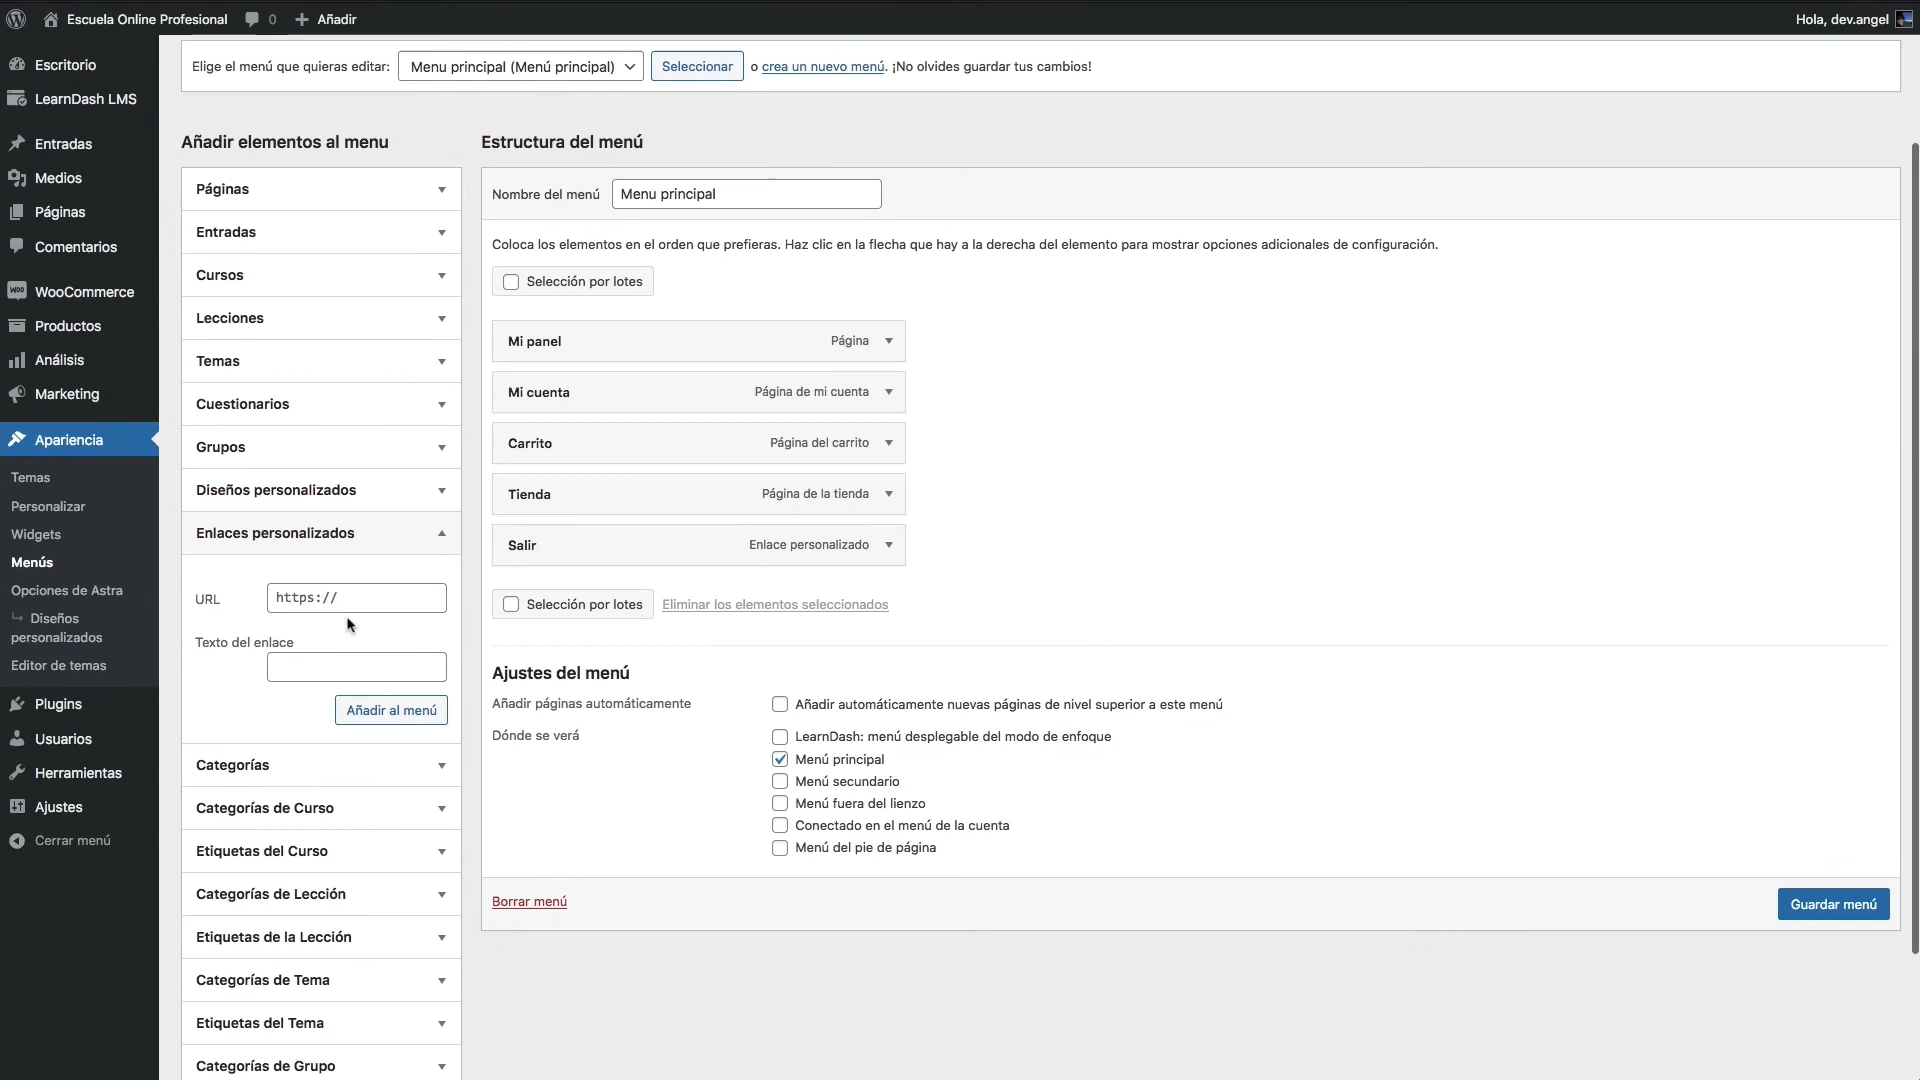 Escuela Online Profesional
0
Añadir
Hola, dev.angel
Escritorio
LearnDash LMS
Entradas
Medios
Páginas
Comentarios
WooCommerce
Productos
Análisis
Marketing
Apariencia
Temas
Personalizar
Widgets
Menús
Opciones de Astra
Diseños
personalizados
Editor de temas
Plugins
Usuarios
Herramientas
Ajustes
Cerrar menú
Elige el menú que quieras editar: Menu principal (Menú principal) Seleccionar o crea un nuevo menú. ¡No olvides guardar tus cambios!
Añadir elementos al menu
Páginas
Entradas
Cursos
Lecciones
Temas
Cuestionarios
Grupos
Diseños personalizados
Enlaces personalizados
URL https://
Texto del enlace
Añadir al menú
Categorías
Categorías de Curso
Etiquetas del Curso
Categorías de Lección
Etiquetas de la Lección
Categorías de Tema
Etiquetas del Tema
Categorías de Grupo
Estructura del menú
Nombre del menú Menu principal
Coloca los elementos en el orden que prefieras. Haz clic en la flecha que hay a la derecha del elemento para mostrar opciones adicionales de configuración.
Selección por lotes
Mi panel Página
Mi cuenta Página de mi cuenta
Carrito Página del carrito
Tienda Página de la tienda
Salir Enlace personalizado
Selección por lotes Eliminar los elementos seleccionados
Ajustes del menú
Añadir páginas automáticamente Añadir automáticamente nuevas páginas de nivel superior a este menú
Dónde se verá LearnDash: menú desplegable del modo de enfoque
Menú principal
Menú secundario
Menú fuera del lienzo
Conectado en el menú de la cuenta
Menú del pie de página
Borrar menú Guardar menú